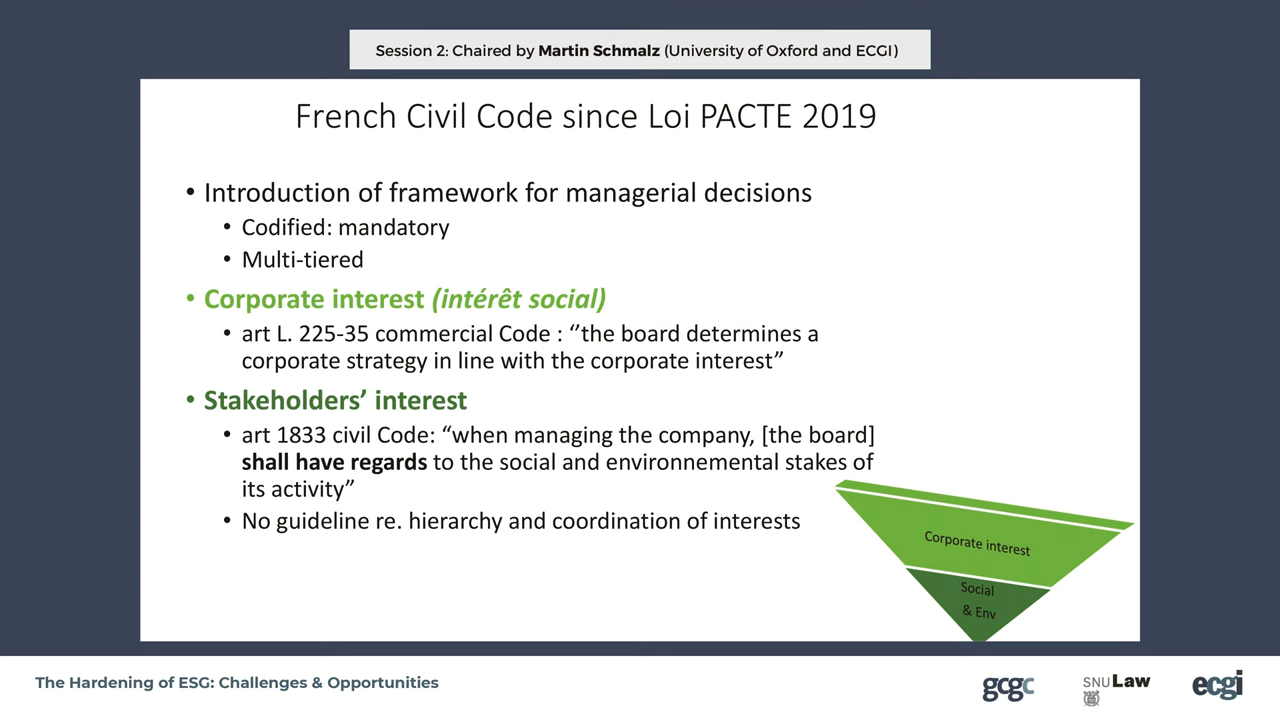 Session 2: Chaired by Martin Schmalz (University of Oxford and ECGI)
French Civil Code since Loi PACTE 2019
• Introduction of framework for managerial decisions
• Codified: mandatory
• Multi-tiered
• Corporate interest (intérêt social)
• art L. 225-35 commercial Code : ‘’the board determines a
corporate strategy in line with the corporate interest”
• Stakeholders’ interest
• art 1833 civil Code: “when managing the company, [the board]
shall have regards to the social and environnemental stakes of
its activity”
• No guideline re. hierarchy and coordination of interests
Corporate interest
Social
& Env
The Hardening of ESG: Challenges & Opportunities
gcgc
SNU Law
ecgi